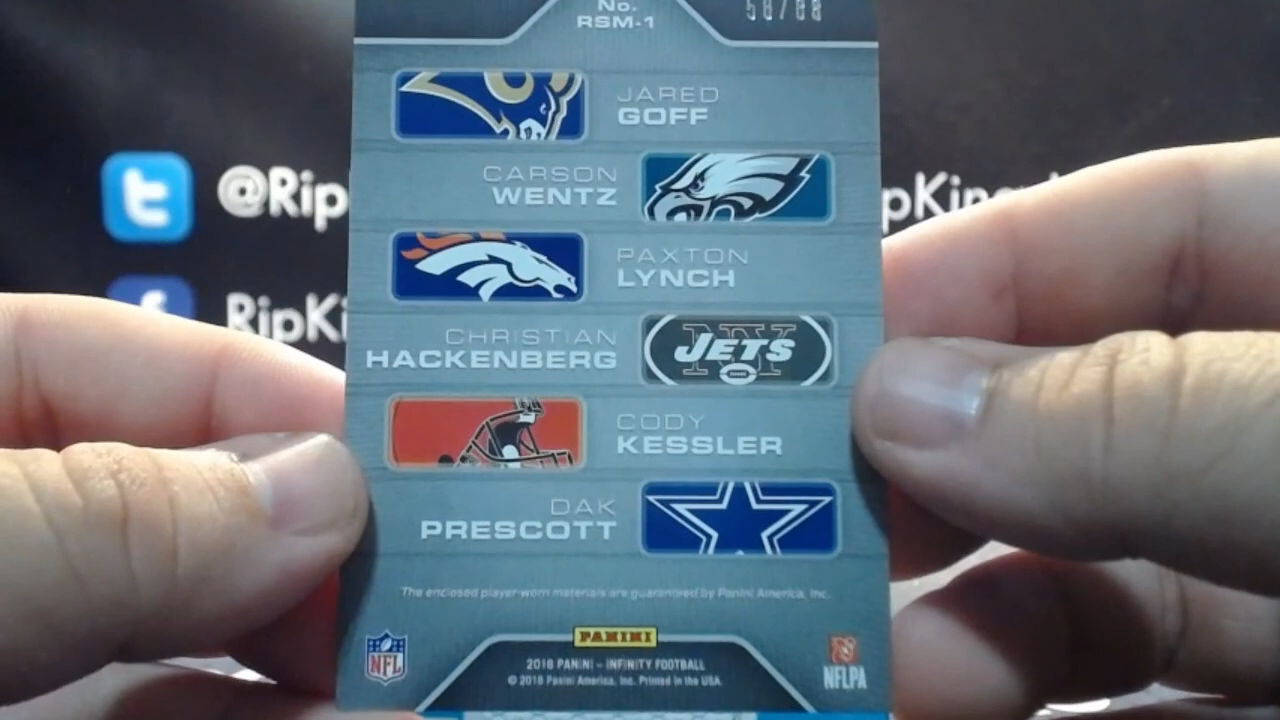 No.
RSM-1
JARED
GOFF
CARSON
WENTZ
PAXTON
LYNCH
CHRISTIAN
HACKENBERG
NY
JETS
CODY
KESSLER
DAK
PRESCOTT
The enclosed player-worn materials are guaranteed by Panini America, Inc.
PANINI
NFL
2016 PANINI – INFINITY FOOTBALL
© 2016 Panini America, Inc. Printed in the USA.
NFLPA
@Rip
RipKi
pKin